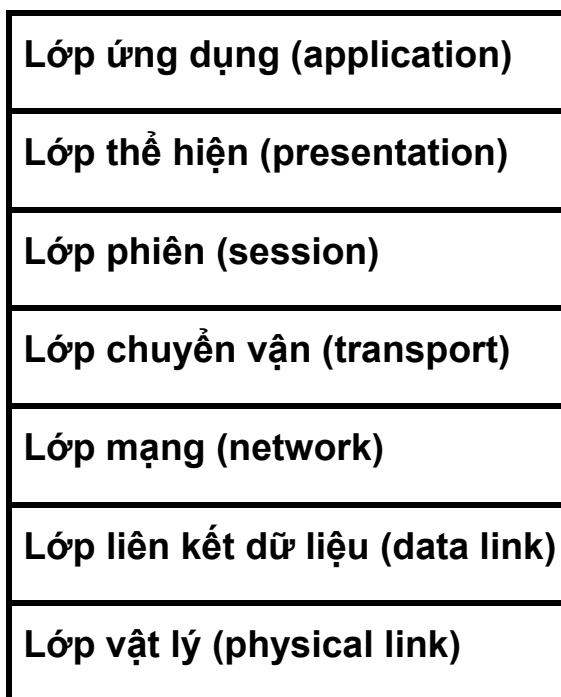 Lớp ứng dụng (application)
Lớp thể hiện (presentation)
Lớp phiên (session)
Lớp chuyển vận (transport)
Lớp mạng (network)
Lớp liên kết dữ liệu (data link)
Lớp vật lý (physical link)